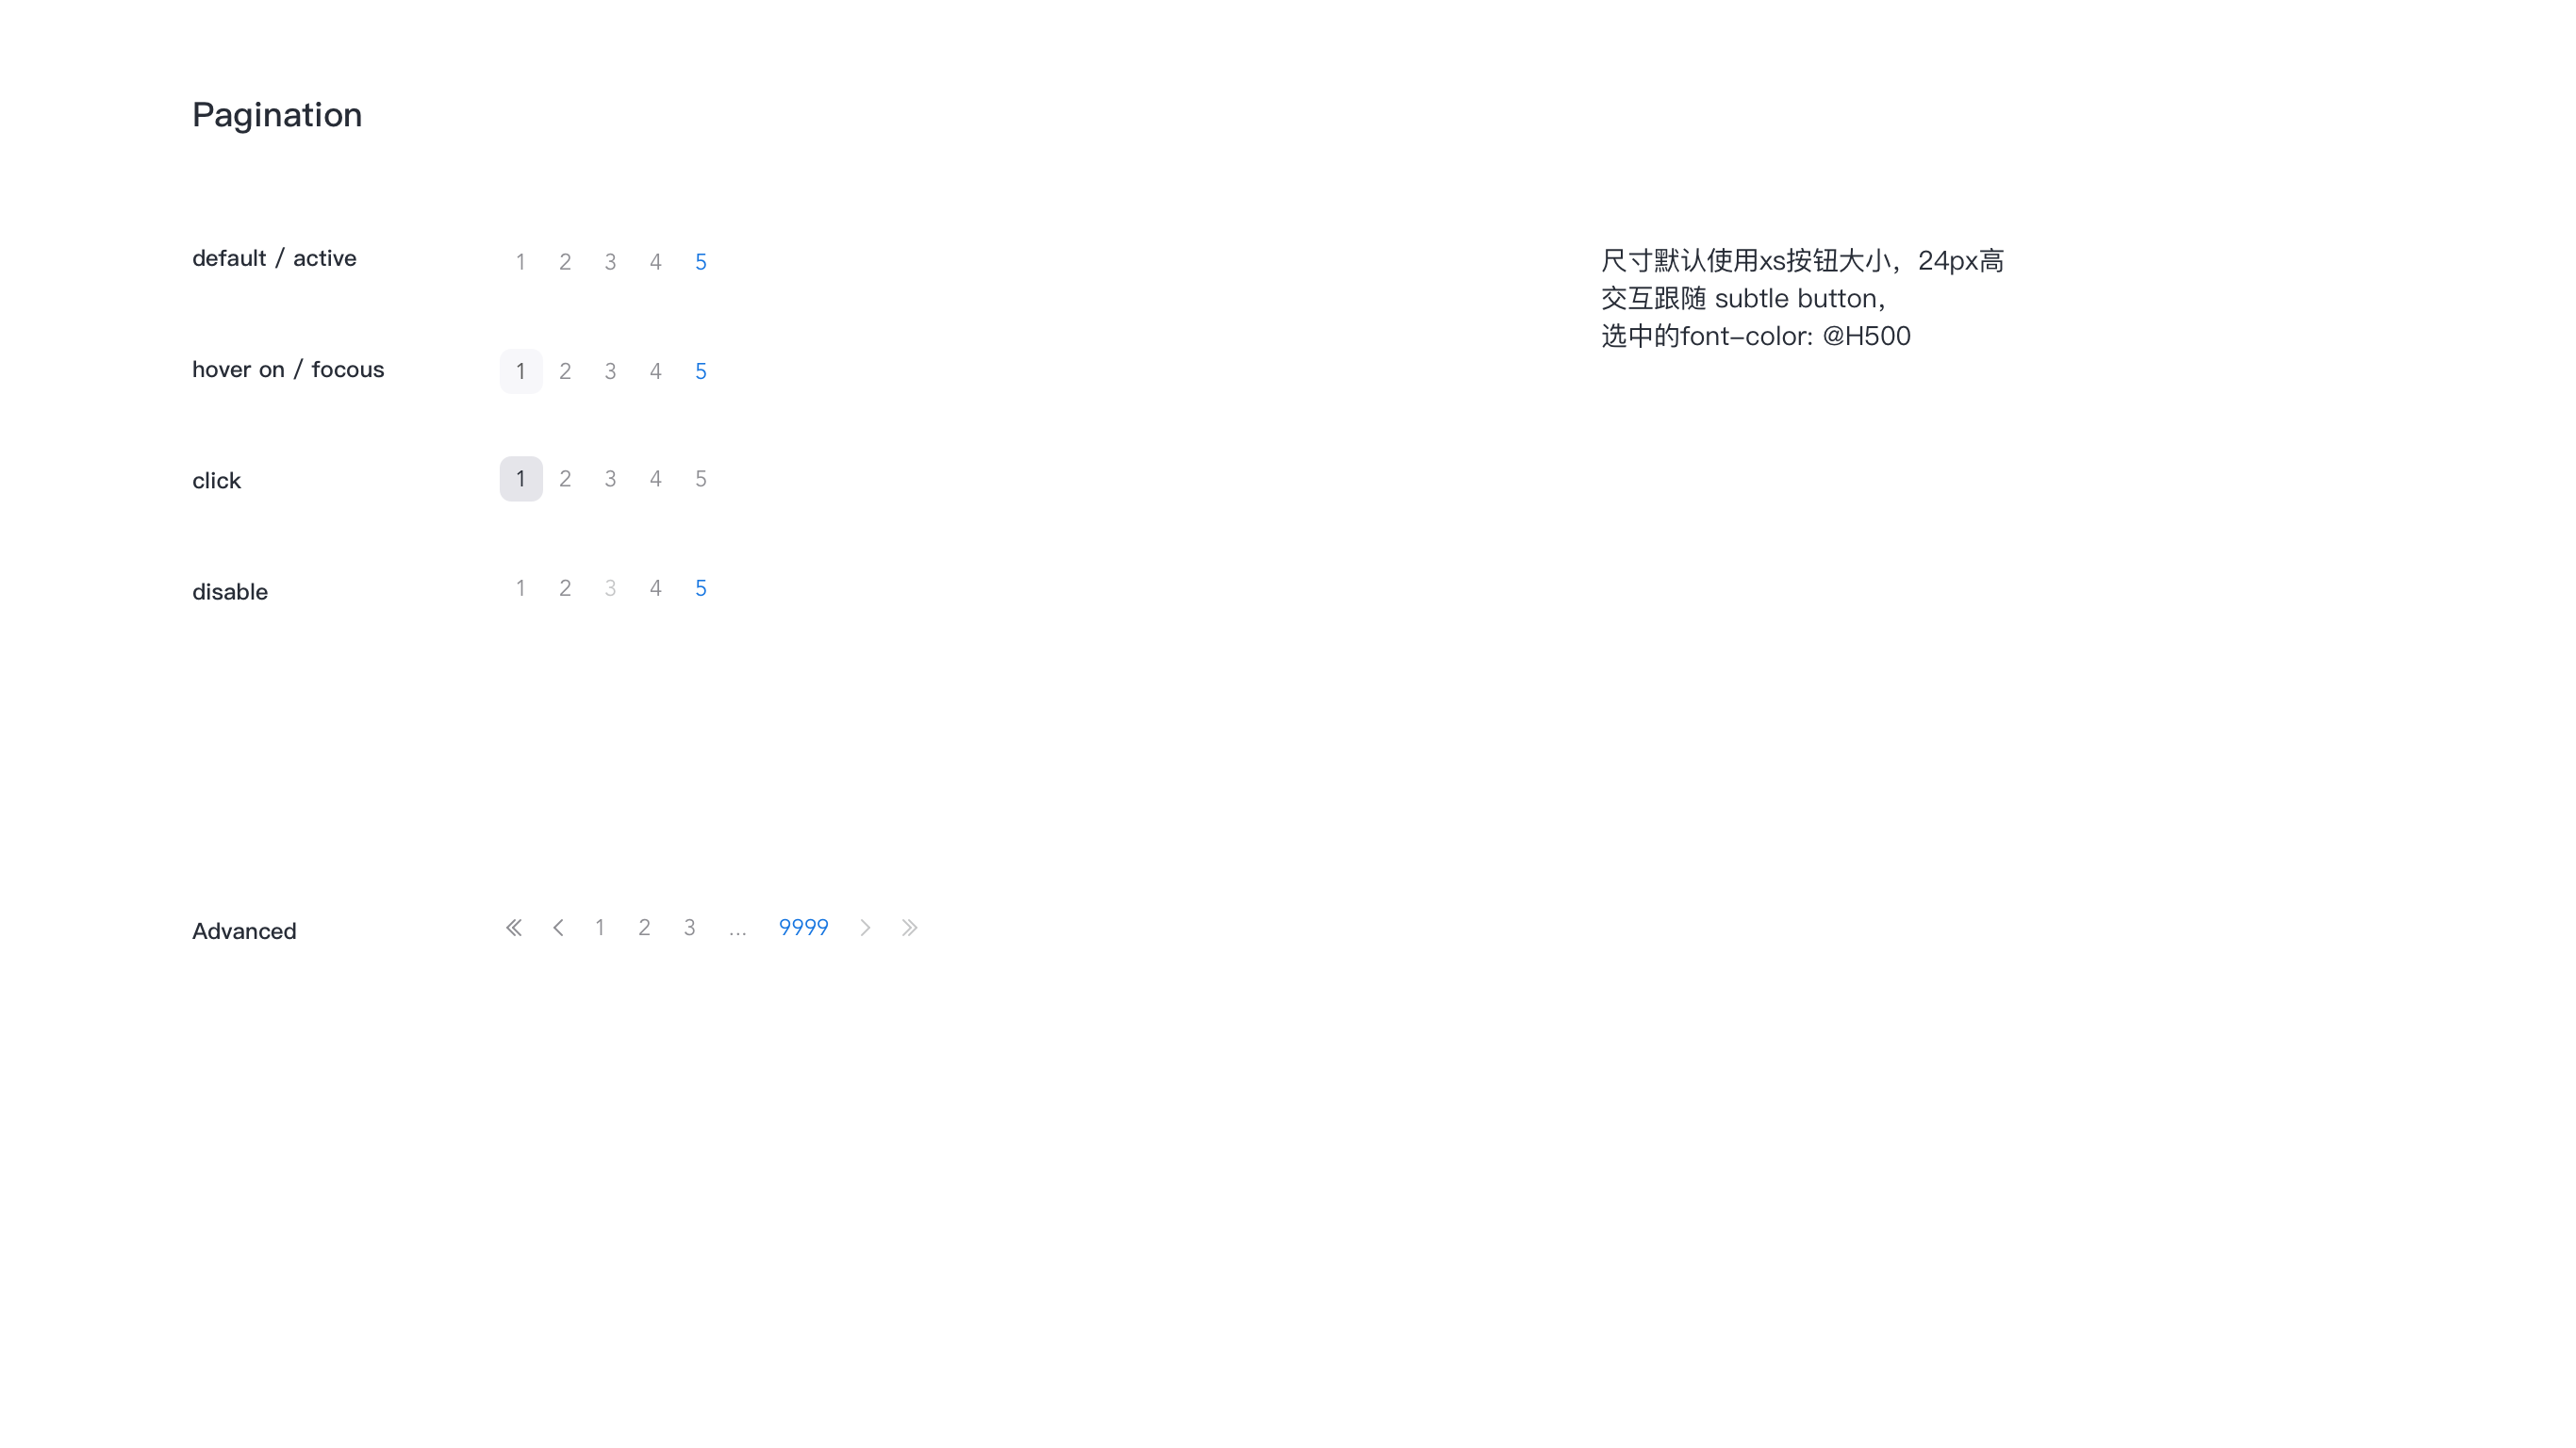 Pagination
default / active
1 2 3 4 5
尺寸默认使用xs按钮大小，24px高
交互跟随 subtle button，
选中的font-color: @H500
hover on / focous
1 2 3 4 5
click
1 2 3 4 5
disable
1 2 3 4 5
Advanced
1 2 3 ... 9999